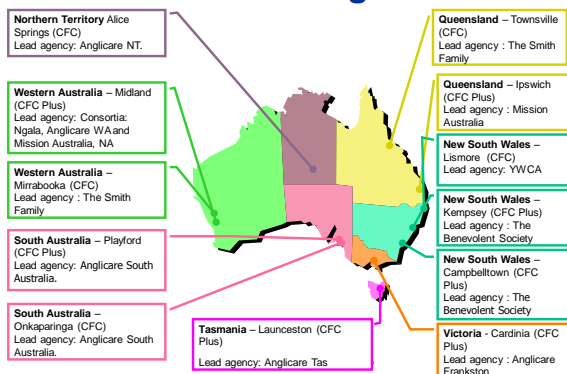 Northern Territory Alice
Springs (CFC)
Lead agency: Anglicare NT.
Western Australia – Midland
(CFC Plus)
Lead agency: Consortia:
Ngala, Anglicare WAand
Mission Australia, NA
Western Australia –
Mirrabooka (CFC)
Lead agency : The Smith
Family
South Australia – Playford
(CFC Plus)
Lead agency: Anglicare South
Australia.
South Australia –
Onkaparinga (CFC)
Lead agency: Anglicare South
Australia.
Tasmania – Launceston (CFC
Plus)
Lead agency: Anglicare Tas
Queensland – Townsville
(CFC)
Lead agency : The Smith
Family
Queensland – Ipswich
(CFC Plus)
Lead agency : Mission
Australia
New South Wales –
Lismore (CFC)
Lead agency: YWCA
New South Wales –
Kempsey (CFC Plus)
Lead agency : The
Benevolent Society
New South Wales –
Campbelltown (CFC
Plus)
Lead agency : The
Benevolent Society
Victoria - Cardinia (CFC
Plus)
Lead agency : Anglicare
Frankston